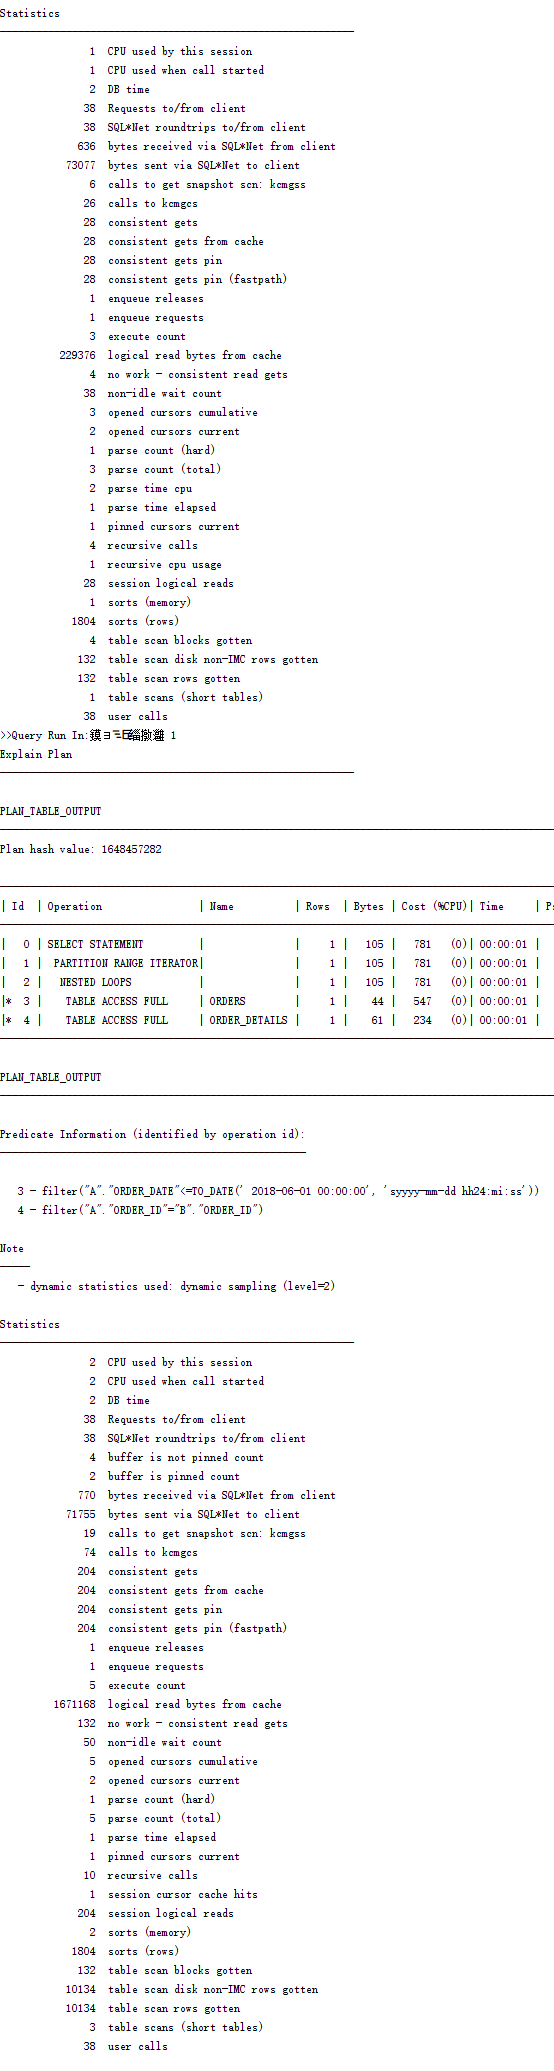 Statistics
-----------------------------------------------------------
               1  CPU used by this session
               1  CPU used when call started
               2  DB time
              38  Requests to/from client
              38  SQL*Net roundtrips to/from client
             636  bytes received via SQL*Net from client
           73077  bytes sent via SQL*Net to client
               6  calls to get snapshot scn: kcmgss
              26  calls to kcmgcs
              28  consistent gets
              28  consistent gets from cache
              28  consistent gets pin
              28  consistent gets pin (fastpath)
               1  enqueue releases
               1  enqueue requests
               3  execute count
          229376  logical read bytes from cache
               4  no work - consistent read gets
              38  non-idle wait count
               3  opened cursors cumulative
               2  opened cursors current
               1  parse count (hard)
               3  parse count (total)
               2  parse time cpu
               1  parse time elapsed
               1  pinned cursors current
               4  recursive calls
               1  recursive cpu usage
              28  session logical reads
               1  sorts (memory)
            1804  sorts (rows)
               4  table scan blocks gotten
             132  table scan disk non-IMC rows gotten
             132  table scan rows gotten
               1  table scans (short tables)
              38  user calls
>>Query Run In: 1
Explain Plan
-----------------------------------------------------------

PLAN_TABLE_OUTPUT
--------------------------------------------------------------------------------------------
Plan hash value: 1648457282

--------------------------------------------------------------------------------------------
| Id  | Operation                | Name          | Rows  | Bytes | Cost (%CPU)| Time     | Ps
--------------------------------------------------------------------------------------------
|   0 | SELECT STATEMENT         |               |     1 |   105 |   781   (0)| 00:00:01 |
|   1 |  PARTITION RANGE ITERATOR|               |     1 |   105 |   781   (0)| 00:00:01 |
|   2 |   NESTED LOOPS           |               |     1 |   105 |   781   (0)| 00:00:01 |
|*  3 |    TABLE ACCESS FULL     | ORDERS        |     1 |    44 |   547   (0)| 00:00:01 |
|*  4 |    TABLE ACCESS FULL     | ORDER_DETAILS |     1 |    61 |   234   (0)| 00:00:01 |
--------------------------------------------------------------------------------------------

PLAN_TABLE_OUTPUT
--------------------------------------------------------------------------------------------

Predicate Information (identified by operation id):
---------------------------------------------------

   3 - filter("A"."ORDER_DATE"<=TO_DATE(' 2018-06-01 00:00:00', 'syyyy-mm-dd hh24:mi:ss'))
   4 - filter("A"."ORDER_ID"="B"."ORDER_ID")

Note
-----
   - dynamic statistics used: dynamic sampling (level=2)

Statistics
-----------------------------------------------------------
               2  CPU used by this session
               2  CPU used when call started
               2  DB time
              38  Requests to/from client
              38  SQL*Net roundtrips to/from client
               4  buffer is not pinned count
               2  buffer is pinned count
             770  bytes received via SQL*Net from client
           71755  bytes sent via SQL*Net to client
              19  calls to get snapshot scn: kcmgss
              74  calls to kcmgcs
             204  consistent gets
             204  consistent gets from cache
             204  consistent gets pin
             204  consistent gets pin (fastpath)
               1  enqueue releases
               1  enqueue requests
               5  execute count
         1671168  logical read bytes from cache
             132  no work - consistent read gets
              50  non-idle wait count
               5  opened cursors cumulative
               2  opened cursors current
               1  parse count (hard)
               5  parse count (total)
               1  parse time elapsed
               1  pinned cursors current
              10  recursive calls
               1  session cursor cache hits
             204  session logical reads
               2  sorts (memory)
            1804  sorts (rows)
             132  table scan blocks gotten
           10134  table scan disk non-IMC rows gotten
           10134  table scan rows gotten
               3  table scans (short tables)
              38  user calls